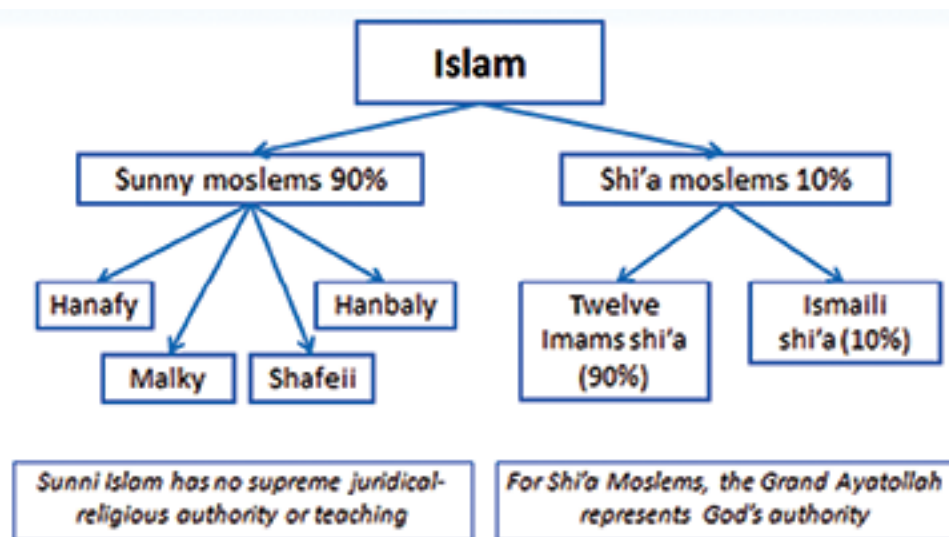 Islam
Sunny moslems 90%
Shi'a moslems 10%
Hanafy
Hanbaly
Malky
Shafeii
Twelve
Imams shi'a
(90%)
Ismaili
shi'a (10%)
Sunni Islam has no supreme juridical-
religious authority or teaching
For Shi'a Moslems, the Grand Ayatollah
represents God's authority